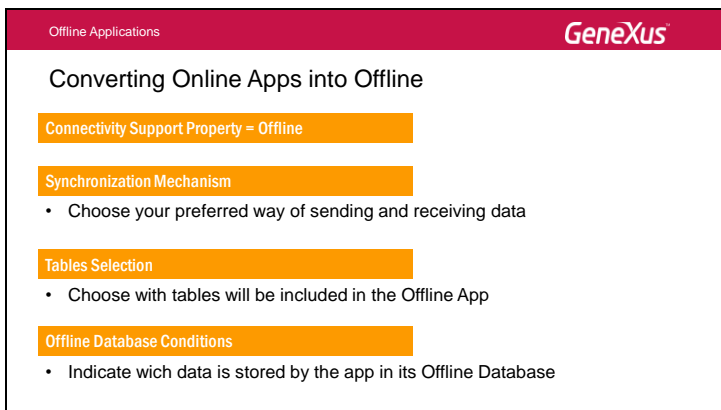 Offline Applications
GeneXus
Converting Online Apps into Offline
Connectivity Support Property = Offline
Synchronization Mechanism
• Choose your preferred way of sending and receiving data
Tables Selection
• Choose with tables will be included in the Offline App
Offline Database Conditions
• Indicate wich data is stored by the app in its Offline Database